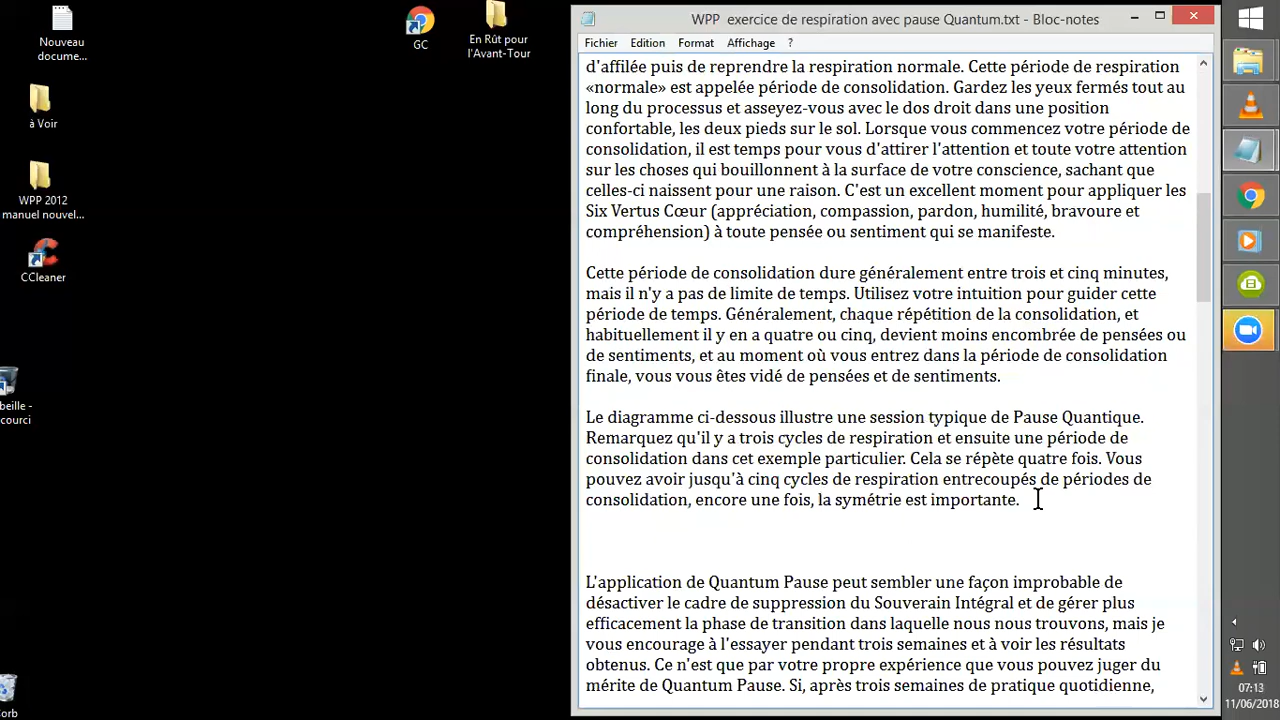 Nouveau
docume...
à Voir
WPP 2012
manuel nouvel...
CCleaner
beille -
courci
Corb
GC
En Rût pour
l'Avant-Tour
WPP  exercice de respiration avec pause Quantum.txt - Bloc-notes
Fichier Edition Format Affichage ?
d'affilée puis de reprendre la respiration normale. Cette période de respiration
«normale» est appelée période de consolidation. Gardez les yeux fermés tout au
long du processus et asseyez-vous avec le dos droit dans une position
confortable, les deux pieds sur le sol. Lorsque vous commencez votre période de
consolidation, il est temps pour vous d'attirer l'attention et toute votre attention
sur les choses qui bouillonnent à la surface de votre conscience, sachant que
celles-ci naissent pour une raison. C'est un excellent moment pour appliquer les
Six Vertus Cœur (appréciation, compassion, pardon, humilité, bravoure et
compréhension) à toute pensée ou sentiment qui se manifeste.
Cette période de consolidation dure généralement entre trois et cinq minutes,
mais il n'y a pas de limite de temps. Utilisez votre intuition pour guider cette
période de temps. Généralement, chaque répétition de la consolidation, et
habituellement il y en a quatre ou cinq, devient moins encombrée de pensées ou
de sentiments, et au moment où vous entrez dans la période de consolidation
finale, vous vous êtes vidé de pensées et de sentiments.
Le diagramme ci-dessous illustre une session typique de Pause Quantique.
Remarquez qu'il y a trois cycles de respiration et ensuite une période de
consolidation dans cet exemple particulier. Cela se répète quatre fois. Vous
pouvez avoir jusqu'à cinq cycles de respiration entrecoupés de périodes de
consolidation, encore une fois, la symétrie est importante.
L'application de Quantum Pause peut sembler une façon improbable de
désactiver le cadre de suppression du Souverain Intégral et de gérer plus
efficacement la phase de transition dans laquelle nous nous trouvons, mais je
vous encourage à l'essayer pendant trois semaines et à voir les résultats
obtenus. Ce n'est que par votre propre expérience que vous pouvez juger du
mérite de Quantum Pause. Si, après trois semaines de pratique quotidienne,
07:13
11/06/2018